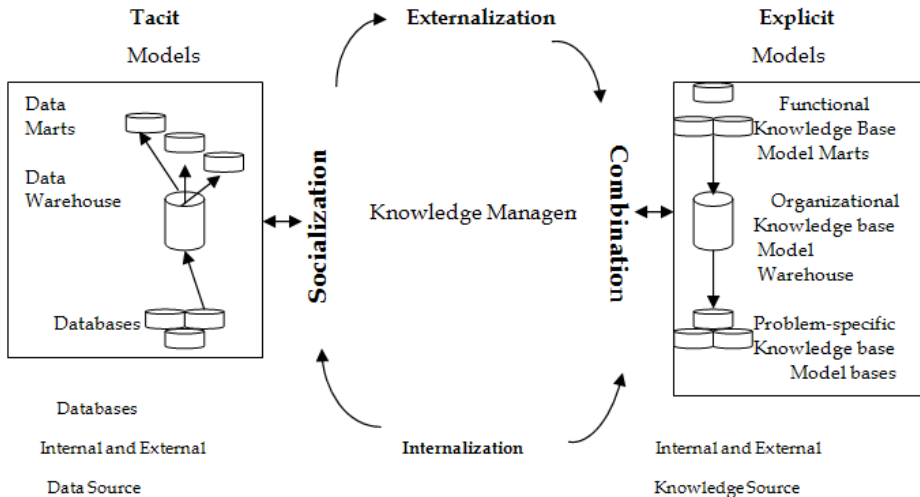 Tacit
Models
Data
Marts
Data
Warehouse
Databases
Databases
Internal and External
Data Source
Externalization
Socialization
Knowledge Managen
Combination
Internalization
Explicit
Models
Functional
Knowledge Base
Model Marts
Organizational
Knowledge base
Model
Warehouse
Problem-specific
Knowledge base
Model bases
Internal and External
Knowledge Source